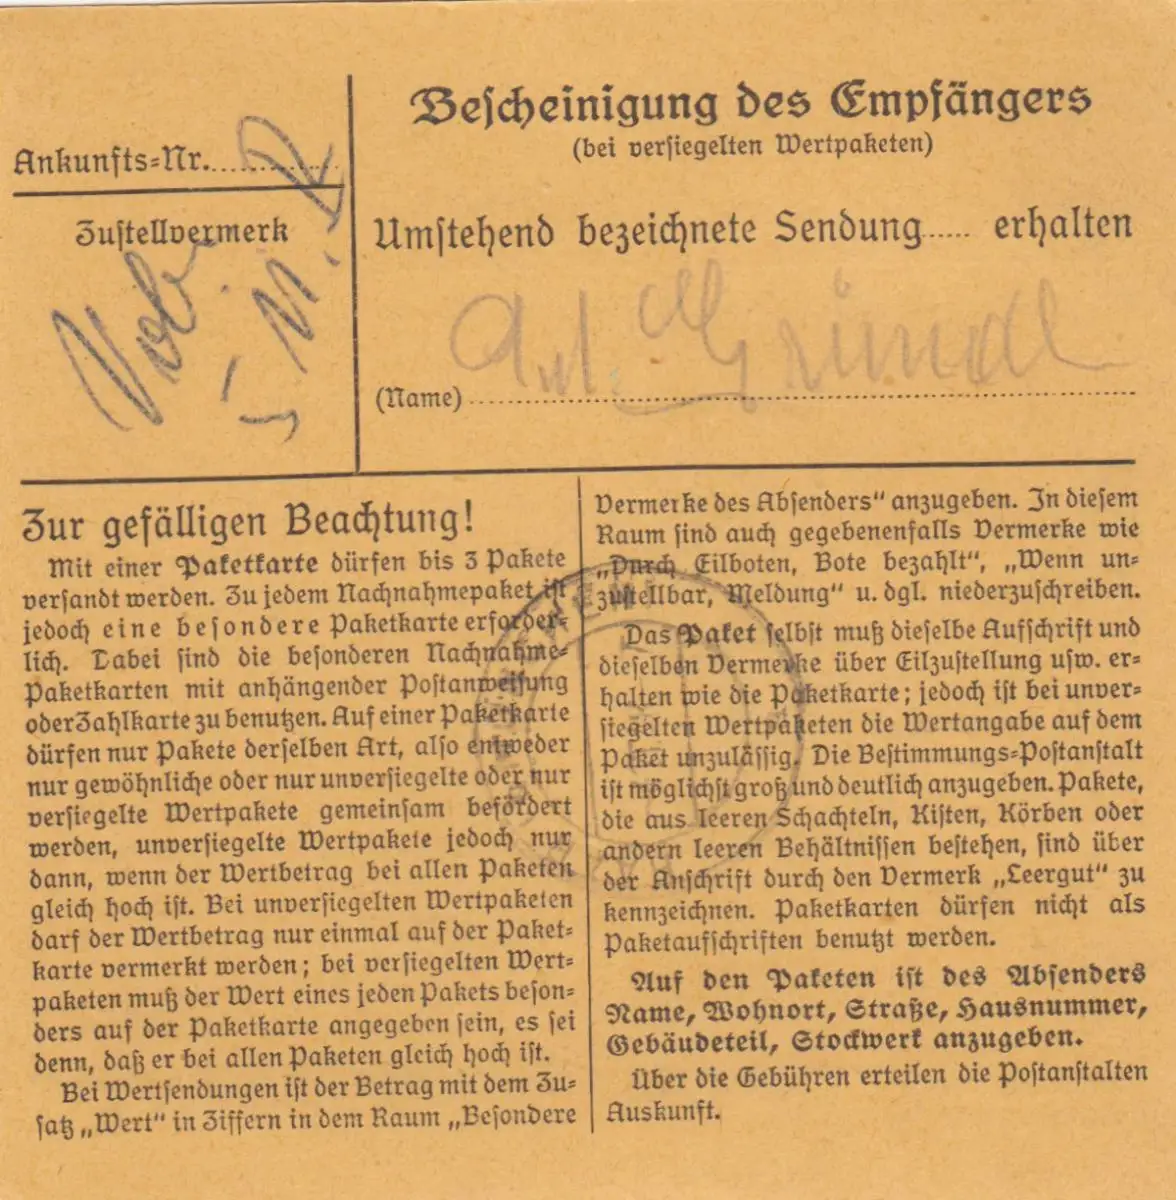 Ankunfts-Nr.
Zustellvermerk
Bescheinigung des Empfängers
(bei versiegelten Wertpaketen)
Umstehend bezeichnete Sendung..... erhalten
(Name)
Zur gefälligen Beachtung!
Mit einer Paketkarte dürfen bis 3 Pakete
versandt werden. Zu jedem Nachnahmepaket ist
jedoch eine besondere Paketkarte erforder-
lich. Dabei sind die besonderen Nachnahme-
Paketkarten mit anhängender Postanweisung
oder Zahlkarte zu benutzen. Auf einer Paketkarte
dürfen nur Pakete derselben Art, also entweder
nur gewöhnliche oder nur unversiegelte oder nur
versiegelte Wertpakete gemeinsam befördert
werden, unversiegelte Wertpakete jedoch nur
dann, wenn der Wertbetrag bei allen Paketen
gleich hoch ist. Bei unversiegelten Wertpaketen
darf der Wertbetrag nur einmal auf der Paket-
karte vermerkt werden; bei versiegelten Wert-
paketen muß der Wert eines jeden Pakets beson-
ders auf der Paketkarte angegeben sein, es sei
denn, daß er bei allen Paketen gleich hoch ist.
Bei Wertsendungen ist der Betrag mit dem Zu-
satz „Wert“ in Ziffern in dem Raum „Besondere
Vermerke des Absenders“ anzugeben. In diesem
Raum sind auch gegebenenfalls Vermerke wie
„Durch Eilboten, Bote bezahlt“, „Wenn un-
zustellbar, Meldung“ u. dgl. niederzuschreiben.
Das Paket selbst muß dieselbe Aufschrift und
dieselben Vermerke über Eilzustellung usw. er-
halten wie die Paketkarte; jedoch ist bei unver-
siegelten Wertpaketen die Wertangabe auf dem
Paket unzulässig. Die Bestimmungs-Postanstalt
ist möglichst groß und deutlich anzugeben. Pakete,
die aus leeren Schachteln, Kisten, Körben oder
andern leeren Behältnissen bestehen, sind über
der Anschrift durch den Vermerk „Leergut“ zu
kennzeichnen. Paketkarten dürfen nicht als
Paketaufschriften benutzt werden.
Auf den Paketen ist des Absenders
Name, Wohnort, Straße, Hausnummer,
Gebäudeteil, Stockwerk anzugeben.
Über die Gebühren erteilen die Postanstalten
Auskunft.